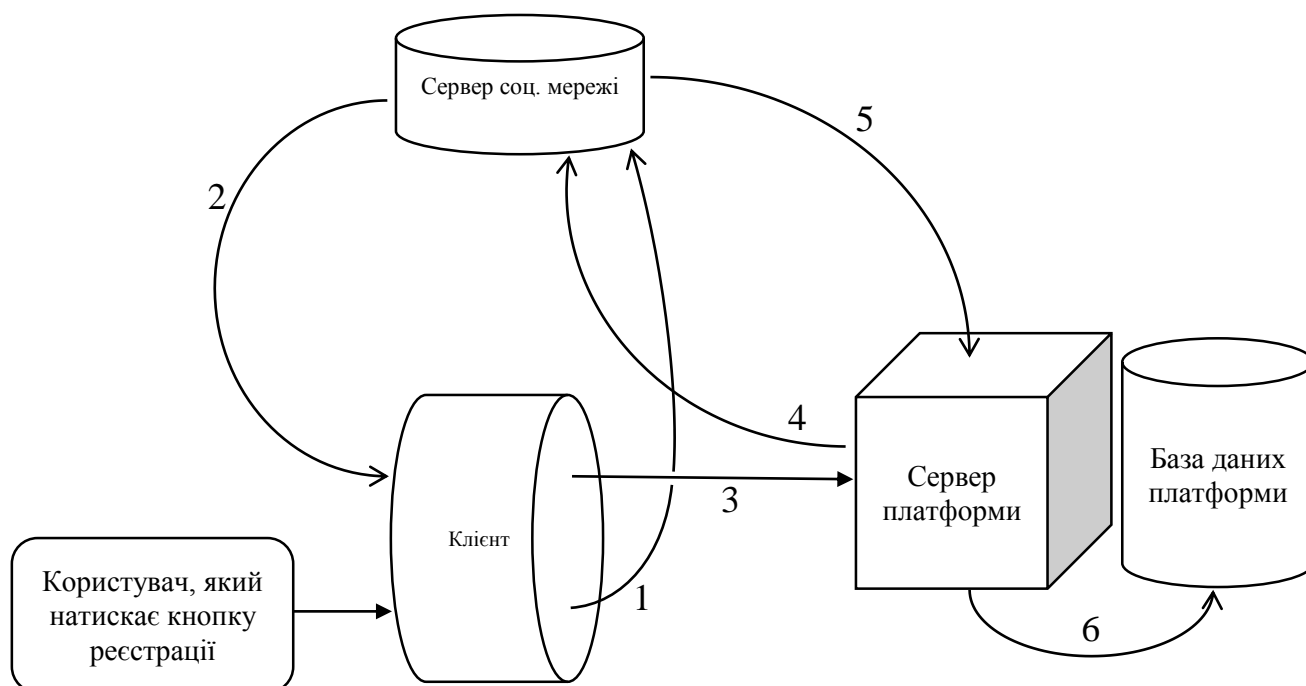 Сервер соц. мережі
5
2
4
База даних
платформи
Сервер
платформи
3
Клієнт
Користувач, який
натискає кнопку
реєстрації
1
6